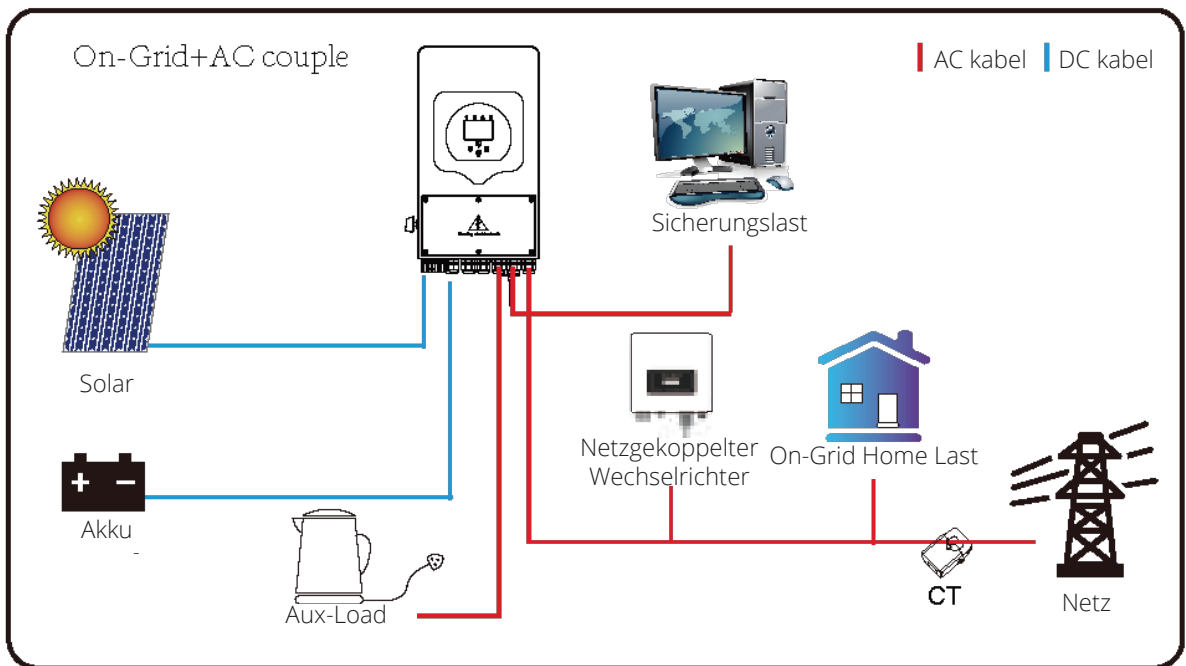 On-Grid+AC couple
AC kabel
DC kabel
Sicherungslast
Solar
Netzgekoppelter
Wechselrichter
On-Grid Home Last
Akku
Aux-Load
CT
Netz